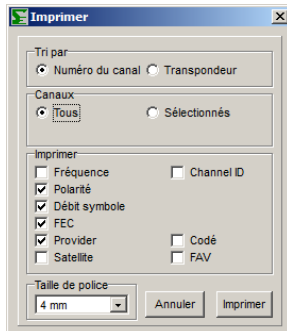 Imprimer
Tri par
Numéro du canal Transpondeur
Canaux
Tous Sélectionnés
Imprimer
Fréquence Channel ID
Polarité
Débit symbole
FEC
Provider Codé
Satellite FAV
Taille de police
4 mm Annuler Imprimer